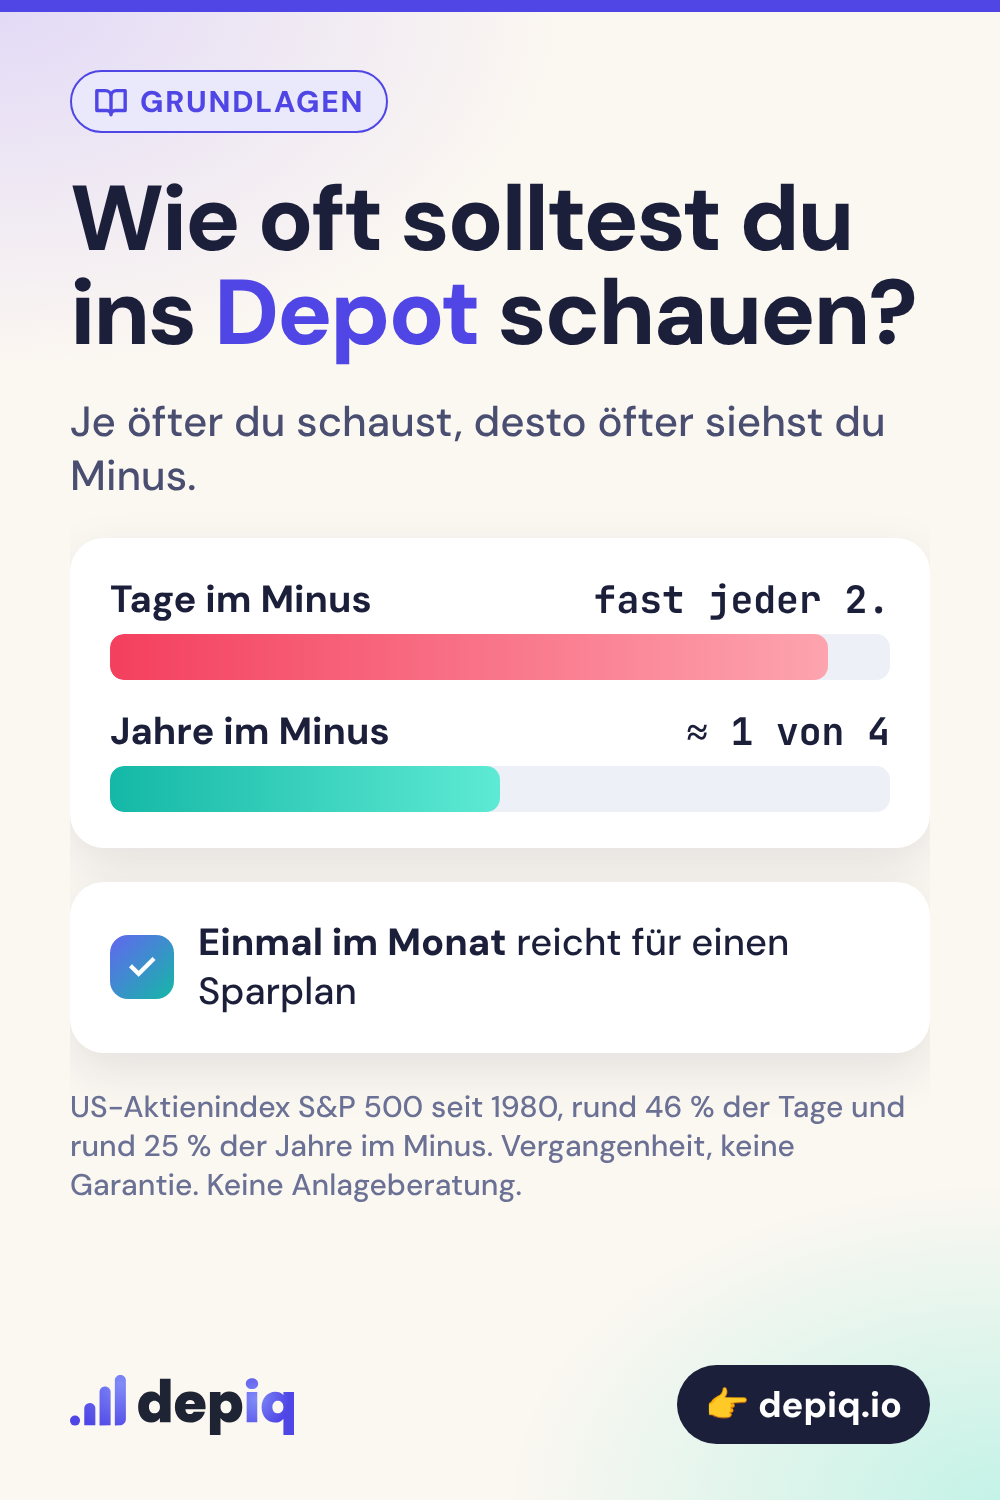 GRUNDLAGEN
Wie oft solltest du
ins Depot schauen?
Je öfter du schaust, desto öfter siehst du
Minus.
Tage im Minus fast jeder 2.
Jahre im Minus ≈ 1 von 4
Einmal im Monat reicht für einen
Sparplan
US-Aktienindex S&P 500 seit 1980, rund 46 % der Tage und
rund 25 % der Jahre im Minus. Vergangenheit, keine
Garantie. Keine Anlageberatung.
depiq
👉 depiq.io